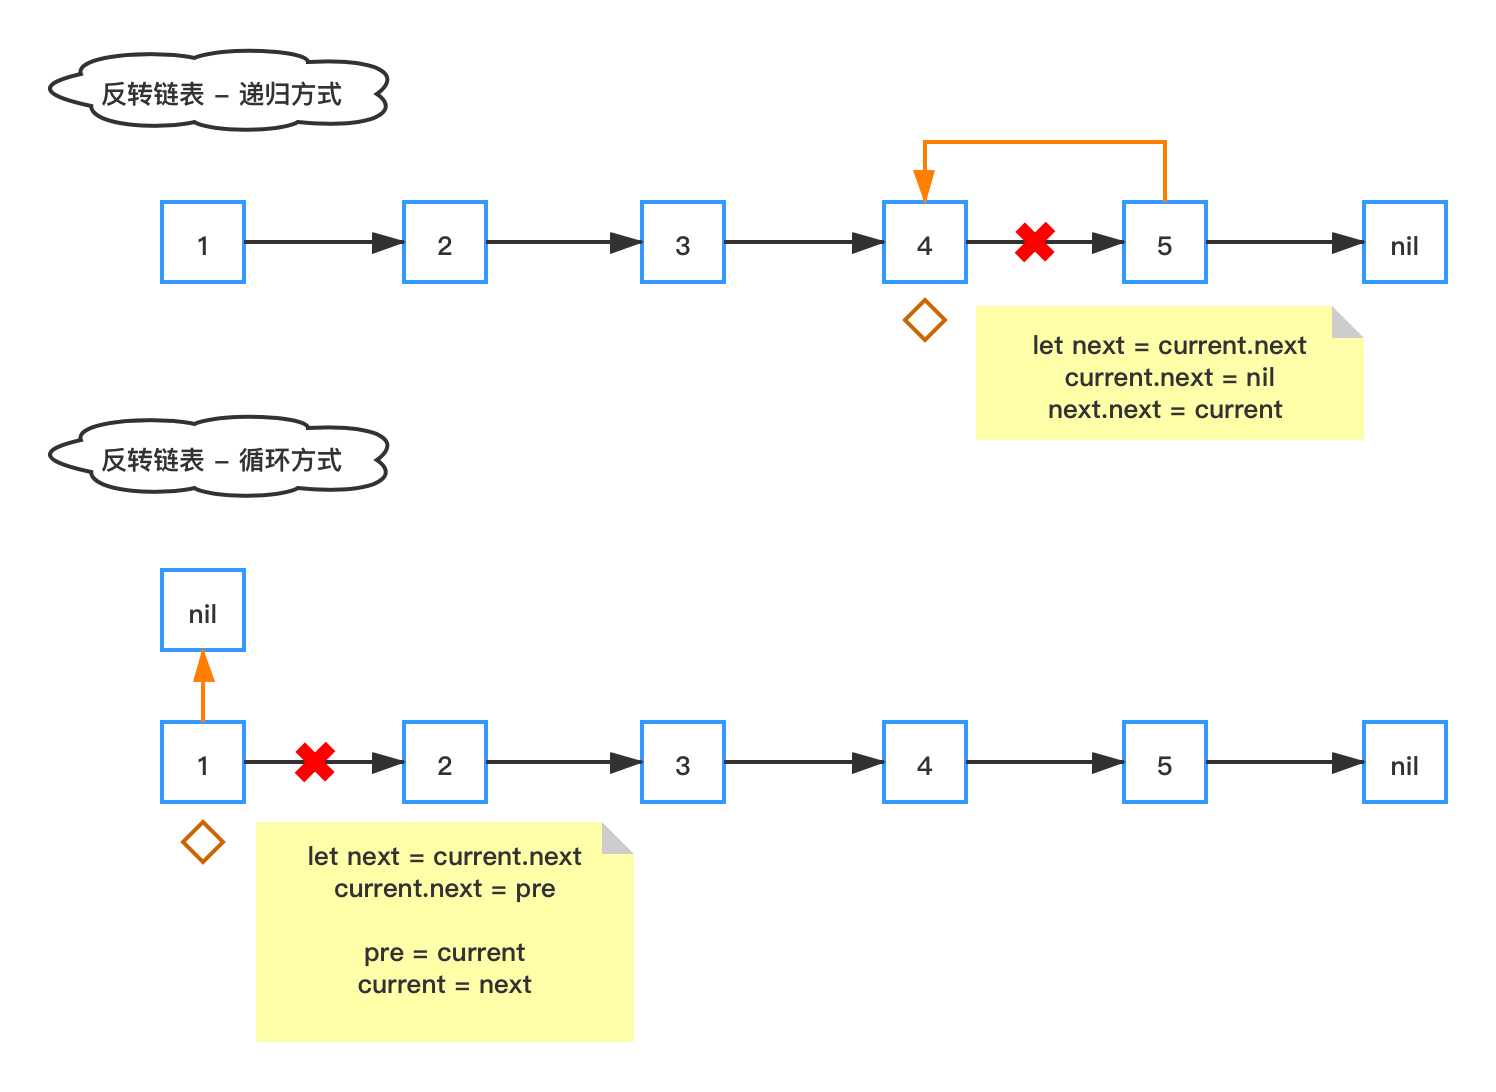 反转链表 – 递归方式
1
2
3
4
5
nil
let next = current.next
current.next = nil
next.next = current
反转链表 – 循环方式
nil
1
2
3
4
5
nil
let next = current.next
current.next = pre
pre = current
current = next